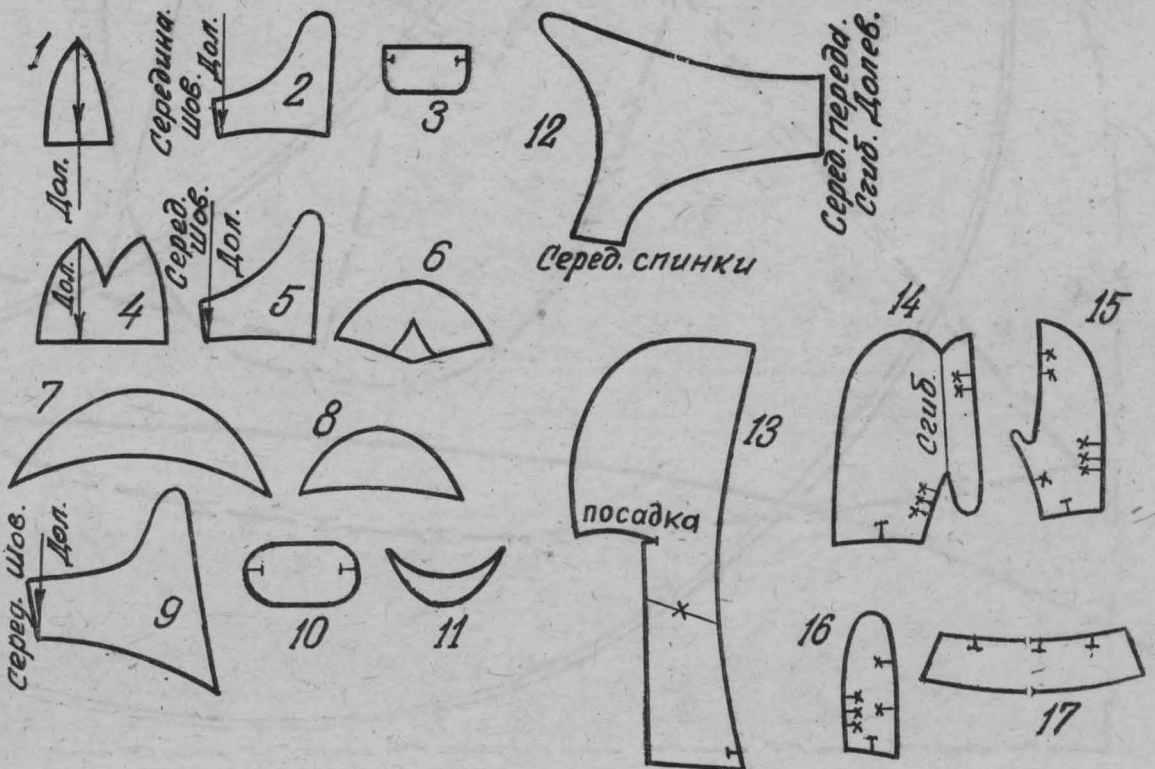 1
Дол.
Середина.
шов. Дол.
2
3
12
Серед. переда.
Сгиб. Долев.
Серед. спинки
Дол.
4
Серед.
шов.
Дол.
5
6
7
8
13
посадка
14
Сгиб.
15
Серед. шов.
Дол.
9
10
11
16
17